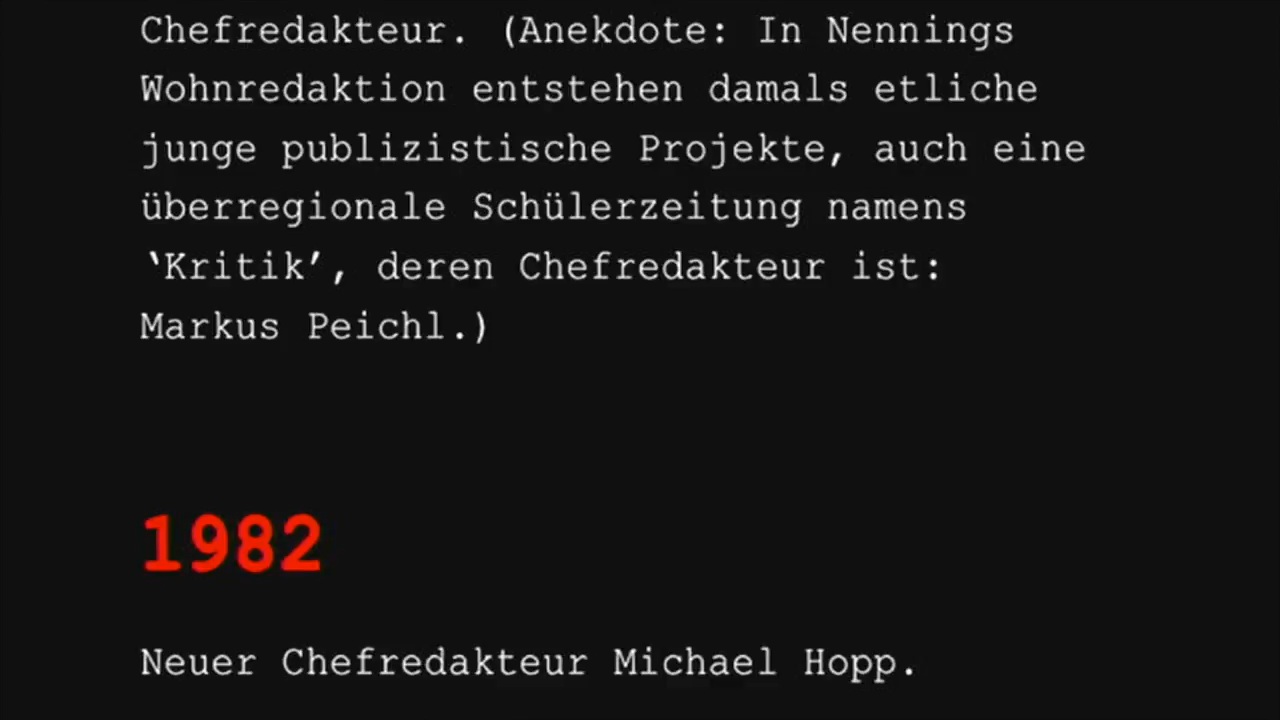 Chefredakteur. (Anekdote: In Nennings
Wohnredaktion entstehen damals etliche
junge publizistische Projekte, auch eine
überregionale Schülerzeitung namens
‛Kritik’, deren Chefredakteur ist:
Markus Peichl.)
1982
Neuer Chefredakteur Michael Hopp.